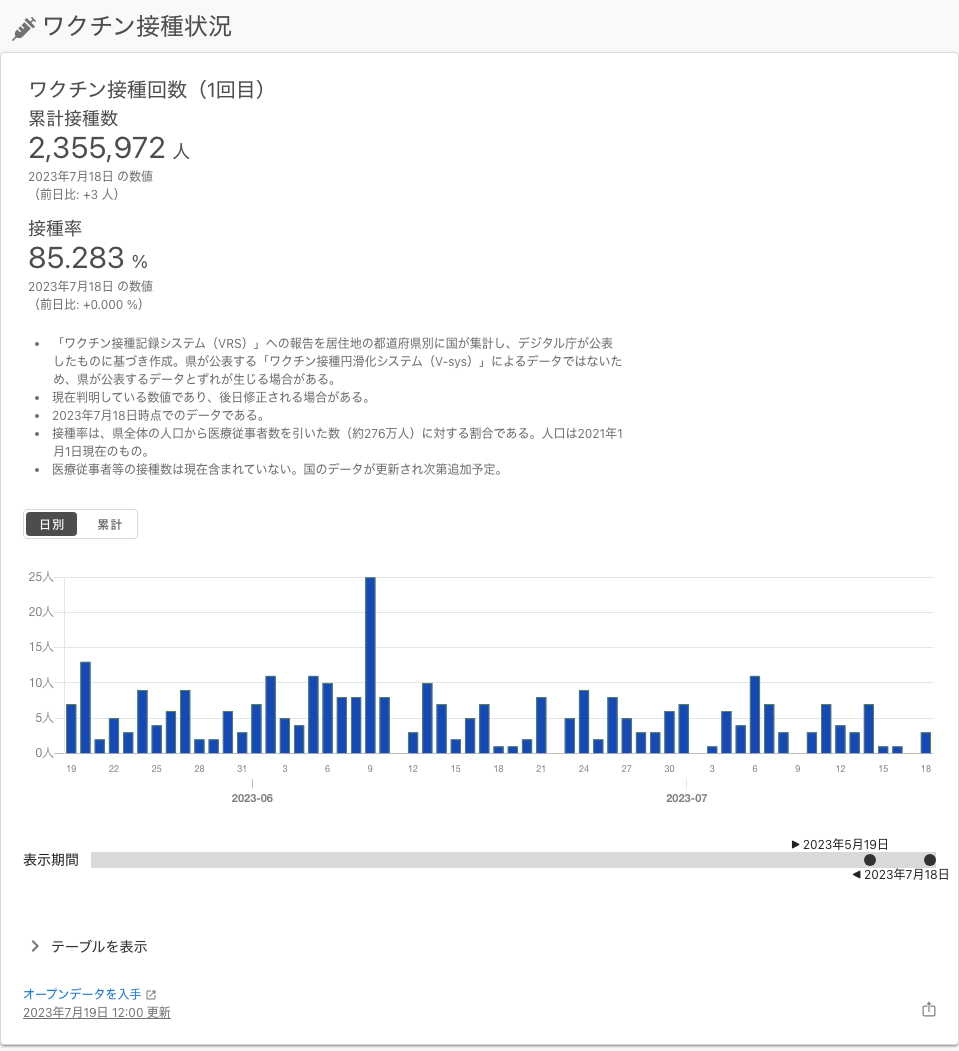 ワクチン接種状況
ワクチン接種回数（1回目）
累計接種数
2,355,972 人
2023年7月18日 の数値
（前日比: +3 人）
接種率
85.283 %
2023年7月18日 の数値
（前日比: +0.000 %）
• 「ワクチン接種記録システム（VRS）」への報告を居住地の都道府県別に国が集計し、デジタル庁が公表
したものに基づき作成。県が公表する「ワクチン接種円滑化システム（V-sys）」によるデータではないた
め、県が公表するデータとずれが生じる場合がある。
• 現在判明している数値であり、後日修正される場合がある。
• 2023年7月18日時点でのデータである。
• 接種率は、県全体の人口から医療従事者数を引いた数（約276万人）に対する割合である。人口は2021年1
月1日現在のもの。
• 医療従事者等の接種数は現在含まれていない。国のデータが更新され次第追加予定。
日別 累計
25人
20人
15人
10人
5人
0人
19 22 25 28 31 3 6 9 12 15 18 21 24 27 30 3 6 9 12 15 18
2023-06 2023-07
▶ 2023年5月19日
表示期間
◀ 2023年7月18日
テーブルを表示
オープンデータを入手
2023年7月19日 12:00 更新